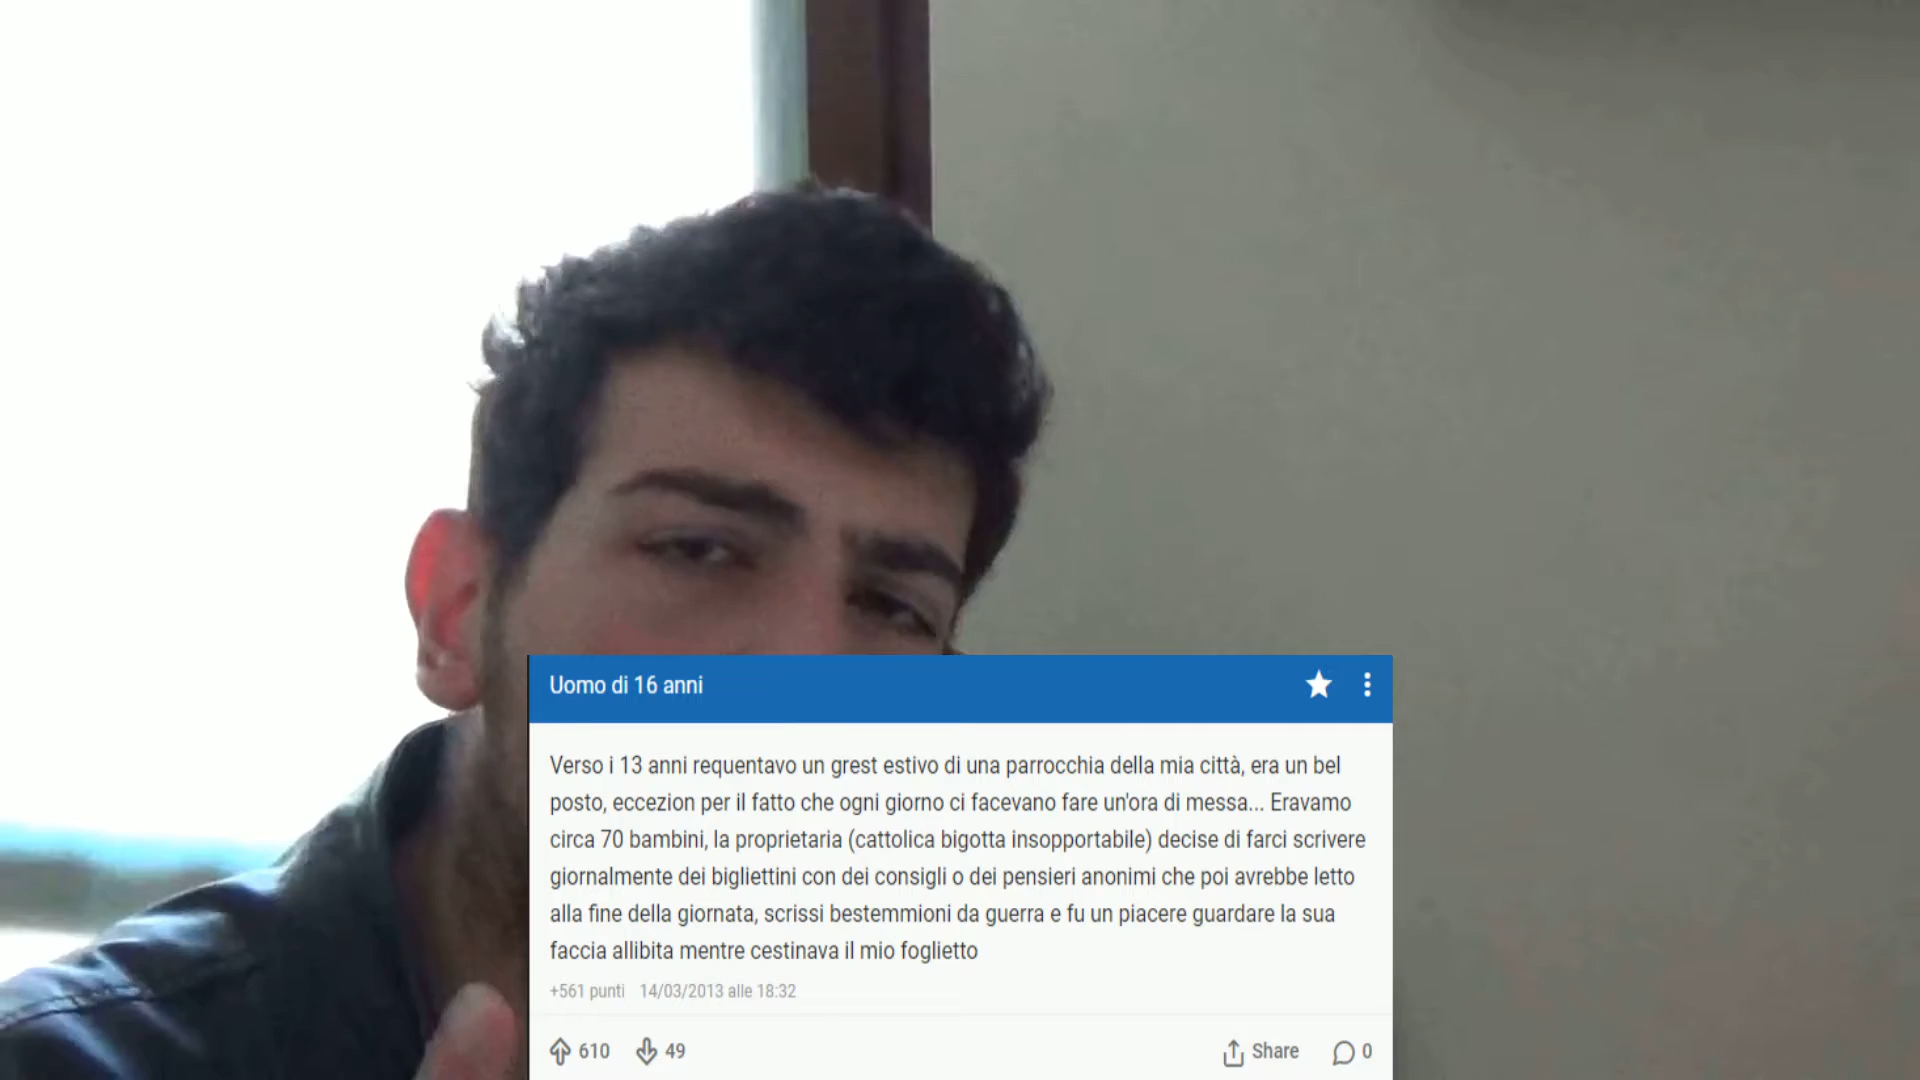 Uomo di 16 anni
Verso i 13 anni requentavo un grest estivo di una parrocchia della mia città, era un bel
posto, eccezion per il fatto che ogni giorno ci facevano fare un'ora di messa... Eravamo
circa 70 bambini, la proprietaria (cattolica bigotta insopportabile) decise di farci scrivere
giornalmente dei bigliettini con dei consigli o dei pensieri anonimi che poi avrebbe letto
alla fine della giornata, scrissi bestemmioni da guerra e fu un piacere guardare la sua
faccia allibita mentre cestinava il mio foglietto
+561 punti 14/03/2013 alle 18:32
610 49 Share 0